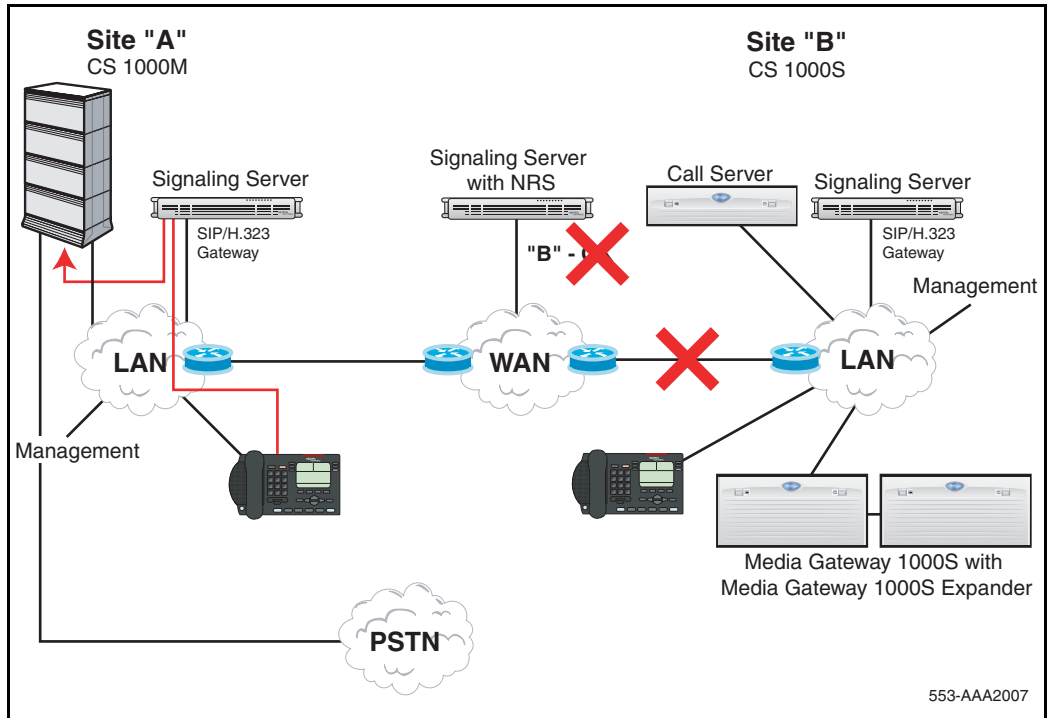 Site "A"
CS 1000M
Site "B"
CS 1000S
Signaling Server
SIP/H.323
Gateway
Signaling Server
with NRS
"B" -
Call Server
Signaling Server
SIP/H.323
Gateway
Management
LAN
WAN
LAN
Management
Media Gateway 1000S with
Media Gateway 1000S Expander
PSTN
553-AAA2007